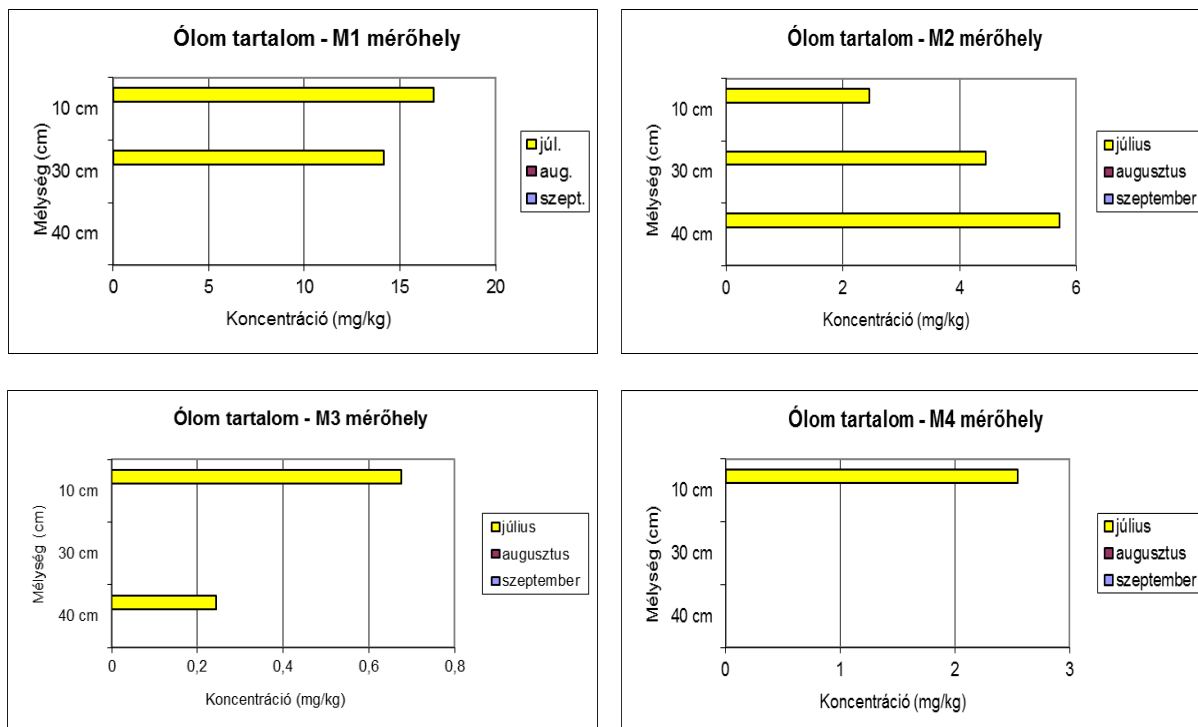 Ólom tartalom - M1 mérőhely
Mélység (cm)
10 cm
30 cm
40 cm
0 5 10 15 20
Koncentráció (mg/kg)
júl.
aug.
szept.
Ólom tartalom - M2 mérőhely
Mélység (cm)
10 cm
30 cm
40 cm
0 2 4 6
Koncentráció (mg/kg)
július
augusztus
szeptember
Ólom tartalom - M3 mérőhely
Mélység (cm)
10 cm
30 cm
40 cm
0 0,2 0,4 0,6 0,8
Koncentráció (mg/kg)
július
augusztus
szeptember
Ólom tartalom - M4 mérőhely
Mélység (cm)
10 cm
30 cm
40 cm
0 1 2 3
Koncentráció (mg/kg)
július
augusztus
szeptember